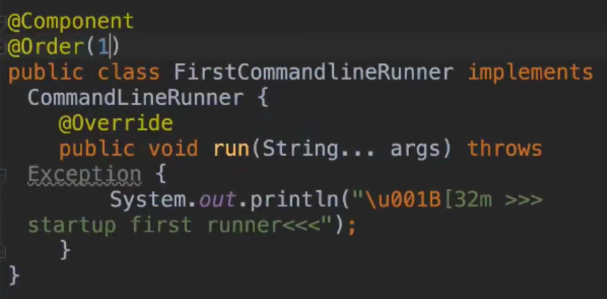 @Component
@Order(1)
public class FirstCommandlineRunner implements
CommandLineRunner {
@Override
public void run(String... args) throws
Exception {
System.out.println("\u001B[32m >>>
startup first runner<<<");
}
}